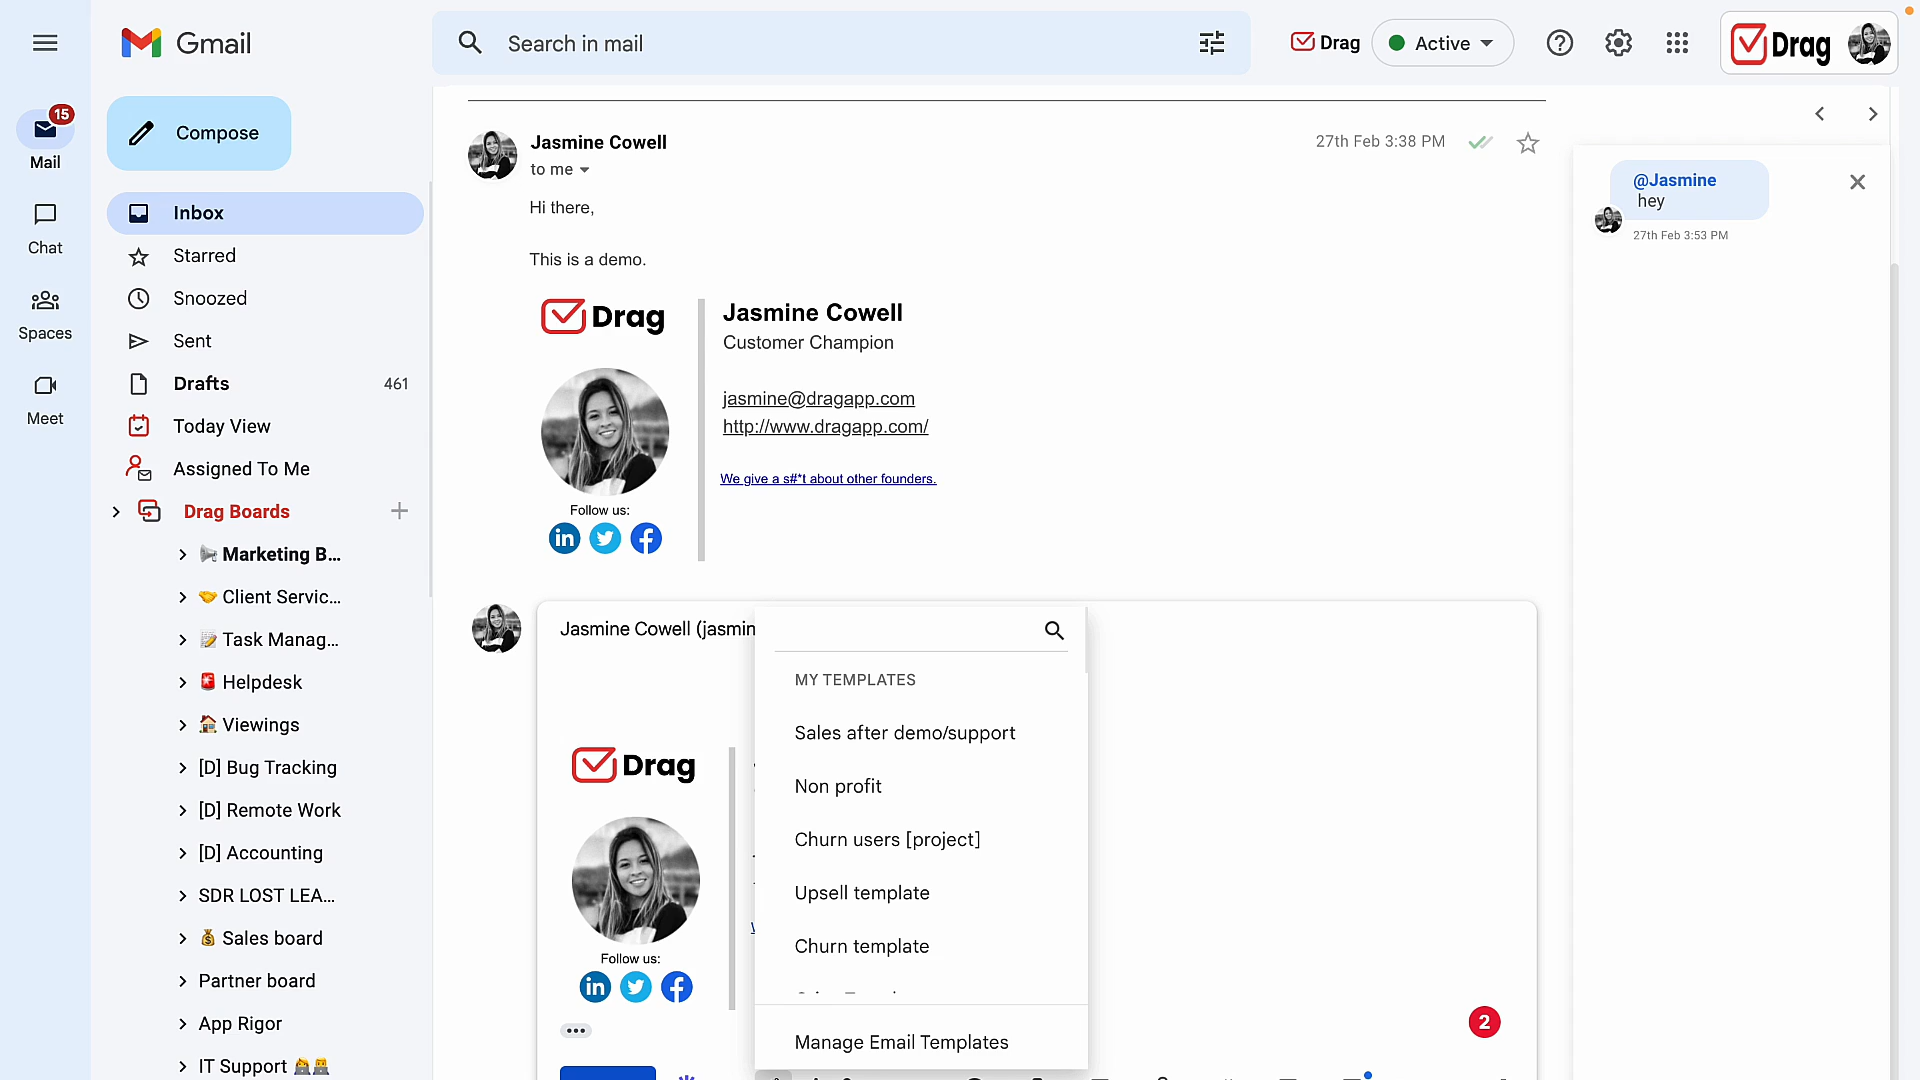 Gmail
Search in mail
Drag
Active
Drag
15
Mail
Chat
Spaces
Meet
Compose
Inbox
Starred
Snoozed
Sent
Drafts 461
Today View
Assigned To Me
Drag Boards
Marketing B...
Client Servic...
Task Manag...
Helpdesk
Viewings
[D] Bug Tracking
[D] Remote Work
[D] Accounting
SDR LOST LEA...
Sales board
Partner board
App Rigor
IT Support
Jasmine Cowell
27th Feb 3:38 PM
to me
Hi there,
This is a demo.
Drag
Follow us:
in
Jasmine Cowell
Customer Champion
jasmine@dragapp.com
http://www.dragapp.com/
We give a s#*t about other founders.
Jasmine Cowell (jasmin
Drag
Follow us:
in
MY TEMPLATES
Sales after demo/support
Non profit
Churn users [project]
Upsell template
Churn template
Manage Email Templates
2
@Jasmine
hey
27th Feb 3:53 PM